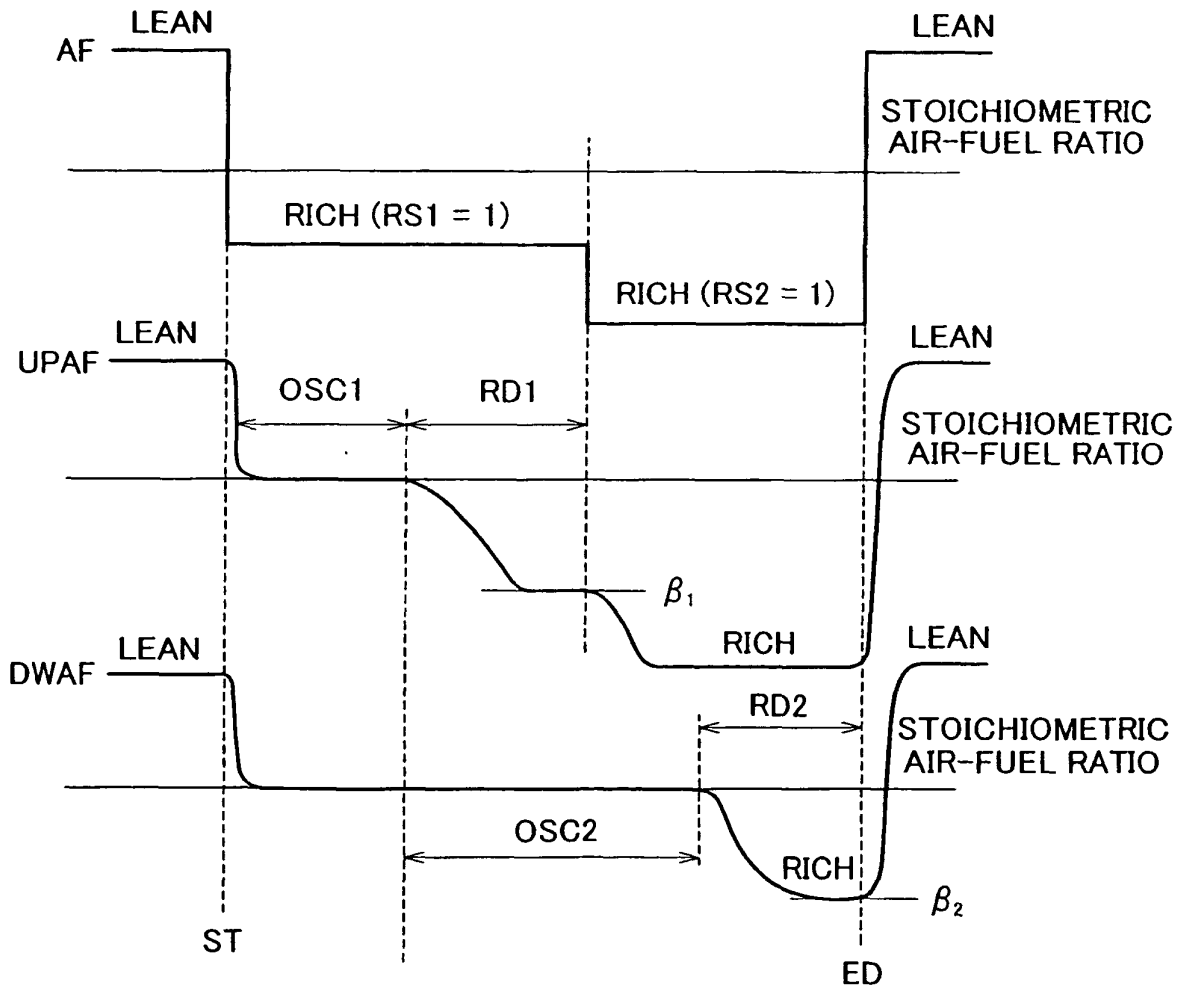 LEAN
AF
LEAN
STOICHIOMETRIC
AIR-FUEL RATIO
RICH (RS1 = 1)
RICH (RS2 = 1)
LEAN
UPAF
LEAN
OSC1
RD1
STOICHIOMETRIC
AIR-FUEL RATIO
β₁
RICH
LEAN
DWAF
LEAN
RD2
STOICHIOMETRIC
AIR-FUEL RATIO
OSC2
RICH
β₂
ST
ED